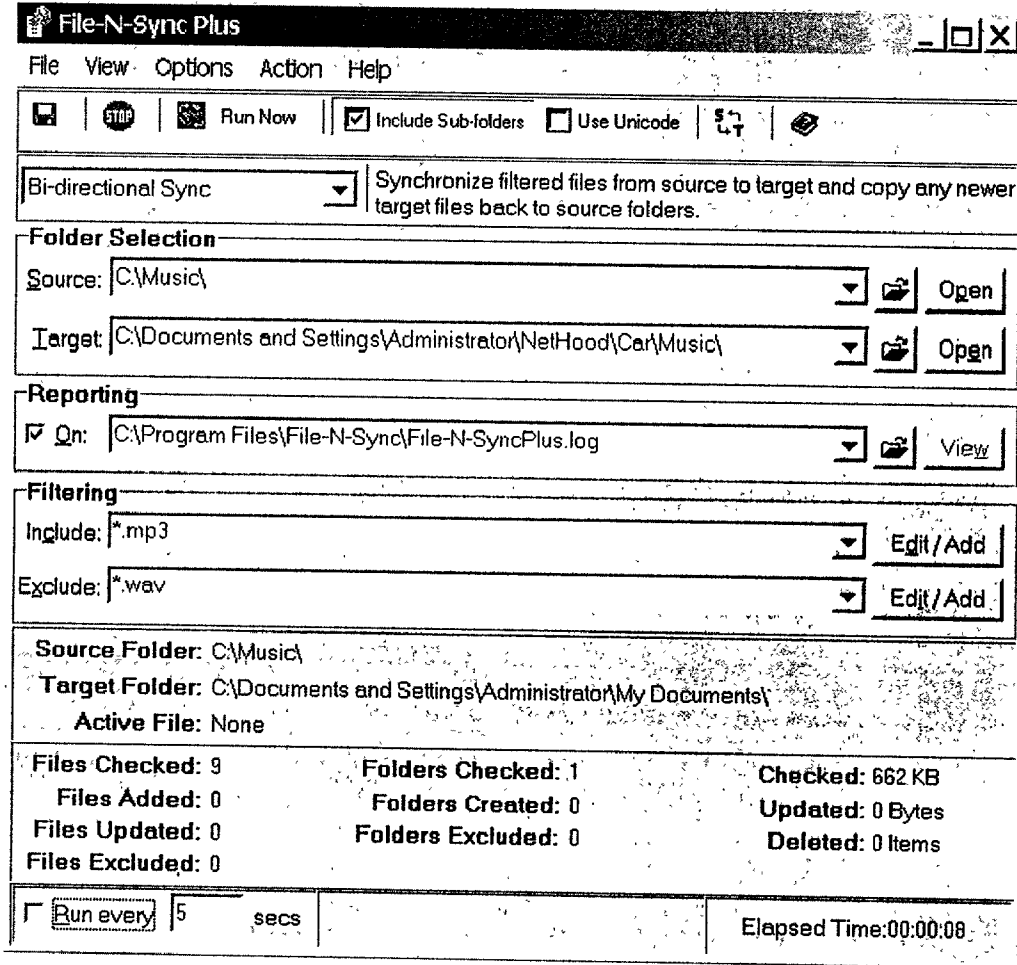 File-N-Sync Plus
File View Options Action Help
STOP Run Now Include Sub-folders Use Unicode S T
Bi-directional Sync
Synchronize filtered files from source to target and copy any newer
target files back to source folders.
Folder Selection
Source: C:\Music\ Open
Target: C:\Documents and Settings\Administrator\NetHood\Car\Music\ Open
Reporting
On: C:\Program Files\File-N-Sync\File-N-SyncPlus.log View
Filtering
Include: *.mp3 Edit/Add
Exclude: *.wav Edit/Add
Source Folder: C:\Music\
Target Folder: C:\Documents and Settings\Administrator\My Documents\
Active File: None
Files Checked: 9 Folders Checked: 1 Checked: 662 KB
Files Added: 0 Folders Created: 0 Updated: 0 Bytes
Files Updated: 0 Folders Excluded: 0 Deleted: 0 Items
Files Excluded: 0
Run every 5 secs Elapsed Time:00:00:08